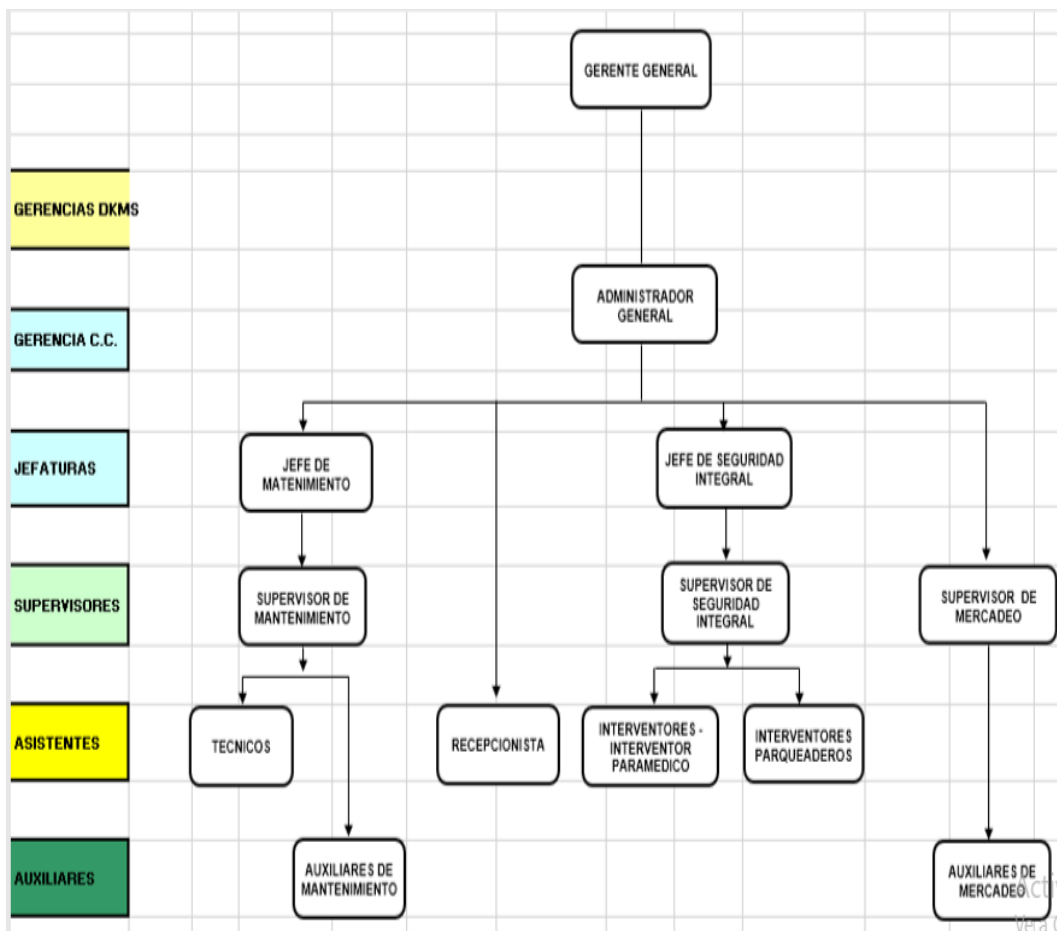 GERENTE GENERAL
GERENCIAS DKMS
ADMINISTRADOR
GENERAL
GERENCIA C.C.
JEFATURAS
JEFE DE
MATENIMIENTO
JEFE DE SEGURIDAD
INTEGRAL
SUPERVISORES
SUPERVISOR DE
MANTENIMIENTO
SUPERVISOR DE
SEGURIDAD
INTEGRAL
SUPERVISOR DE
MERCADEO
ASISTENTES
TECNICOS
RECEPCIONISTA
INTERVENTORES -
INTERVENTOR
PARAMEDICO
INTERVENTORES
PARQUEADEROS
AUXILIARES
AUXILIARES DE
MANTENIMIENTO
AUXILIARES DE
MERCADEO